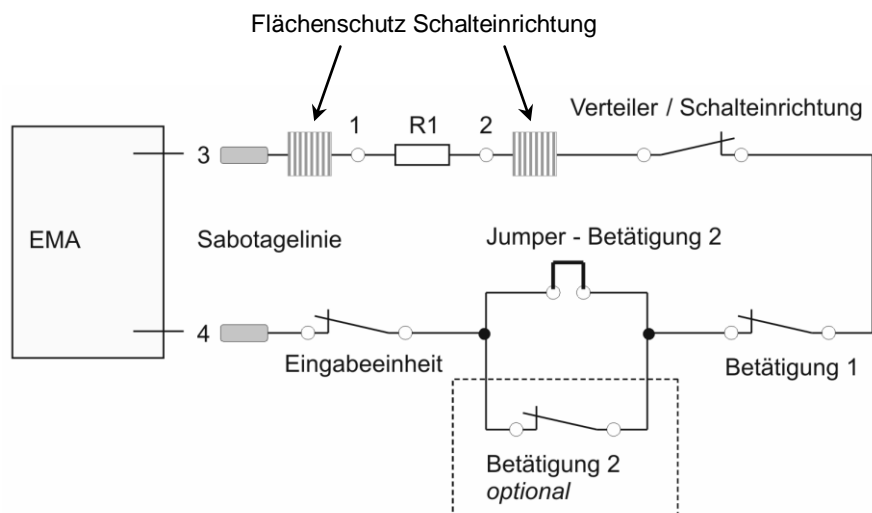 Flächenschutz Schalteinrichtung
Verteiler / Schalteinrichtung
1
R1
2
3
EMA
Sabotagelinie
Jumper - Betätigung 2
4
Eingabeeinheit
Betätigung 1
Betätigung 2
optional